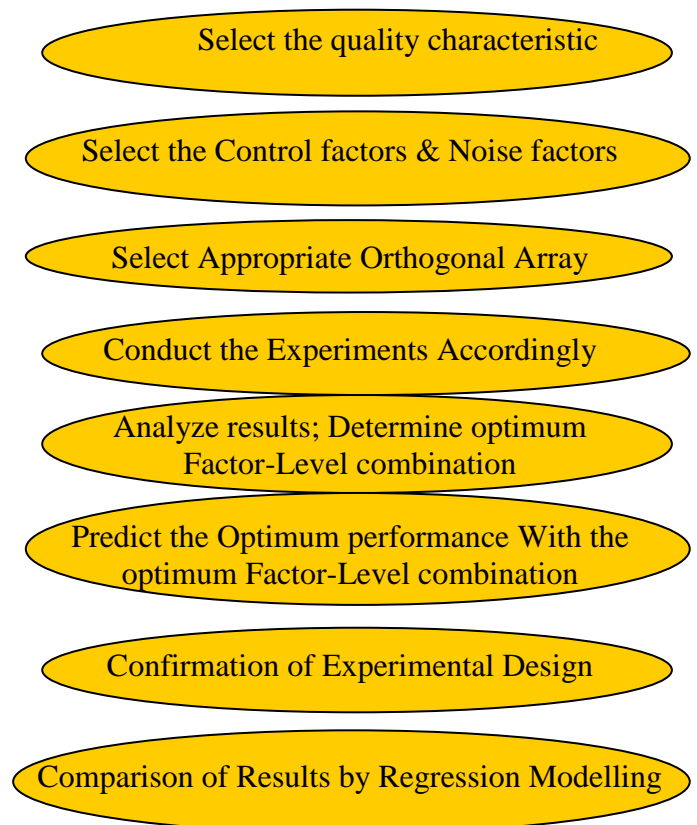 Select the quality characteristic
Select the Control factors & Noise factors
Select Appropriate Orthogonal Array
Conduct the Experiments Accordingly
Analyze results; Determine optimum
Factor-Level combination
Predict the Optimum performance With the
optimum Factor-Level combination
Confirmation of Experimental Design
Comparison of Results by Regression Modelling